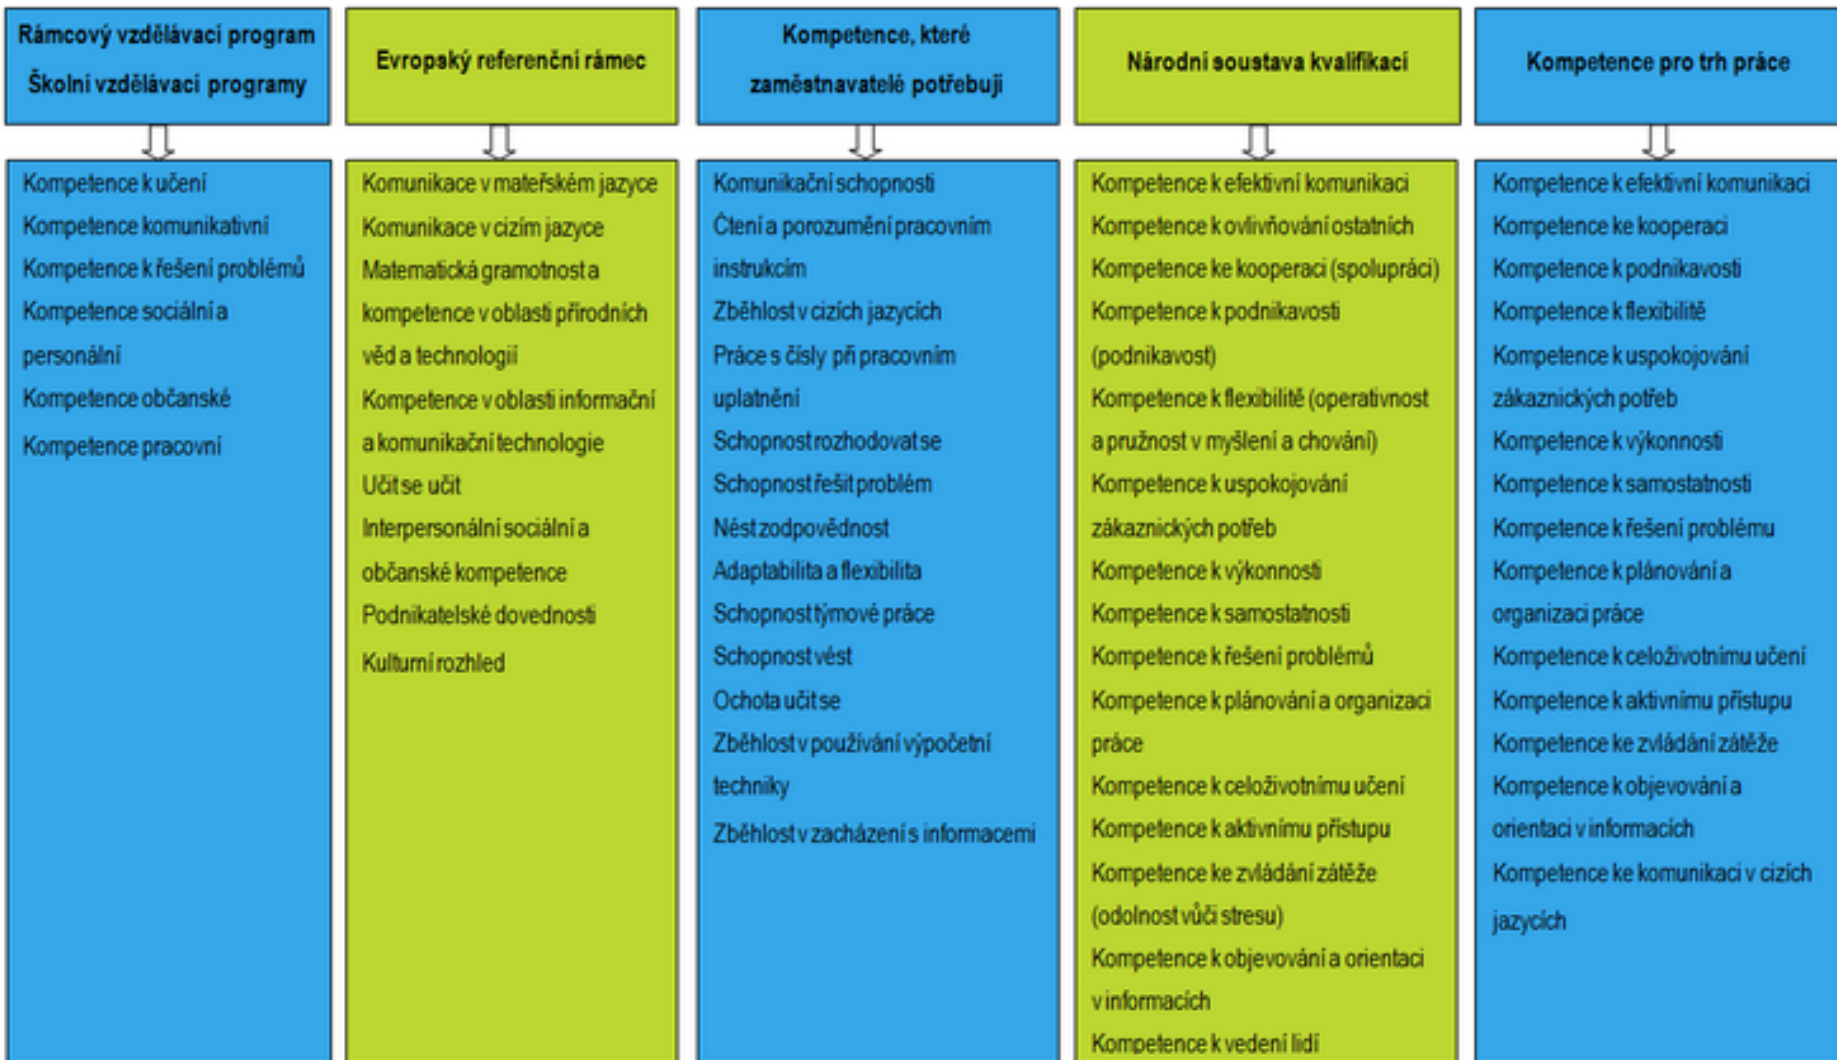 Rámcový vzdělávací program
Školní vzdělávací programy
Kompetence k učení
Kompetence komunikativní
Kompetence k řešení problémů
Kompetence sociální a
personální
Kompetence občanské
Kompetence pracovní
Evropský referenční rámec
Komunikace v mateřském jazyce
Komunikace v cizím jazyce
Matematická gramotnost a
kompetence v oblasti přírodních
věd a technologií
Kompetence v oblasti informační
a komunikační technologie
Učit se učit
Interpersonální sociální a
občanské kompetence
Podnikatelské dovednosti
Kulturní rozhled
Kompetence, které
zaměstnavatelé potřebují
Komunikační schopnosti
Čtení a porozumění pracovním
instrukcím
Zběhlost v cizích jazycích
Práce s čísly při pracovním
uplatnění
Schopnost rozhodovat se
Schopnost řešit problém
Nést zodpovědnost
Adaptabilita a flexibilita
Schopnost týmové práce
Schopnost vést
Ochota učit se
Zběhlost v používání výpočetní
techniky
Zběhlost v zacházení s informacemi
Národní soustava kvalifikací
Kompetence k efektivní komunikaci
Kompetence k ovlivňování ostatních
Kompetence ke kooperaci (spolupráci)
Kompetence k podnikavosti
(podnikavost)
Kompetence k flexibilitě (operativnost
a pružnost v myšlení a chování)
Kompetence k uspokojování
zákaznických potřeb
Kompetence k výkonnosti
Kompetence k samostatnosti
Kompetence k řešení problémů
Kompetence k plánování a organizaci
práce
Kompetence k celoživotnímu učení
Kompetence k aktivnímu přístupu
Kompetence ke zvládání zátěže
(odolnost vůči stresu)
Kompetence k objevování a orientaci
v informacích
Kompetence k vedení lidí
Kompetence pro trh práce
Kompetence k efektivní komunikaci
Kompetence ke kooperaci
Kompetence k podnikavosti
Kompetence k flexibilitě
Kompetence k uspokojování
zákaznických potřeb
Kompetence k výkonnosti
Kompetence k samostatnosti
Kompetence k řešení problému
Kompetence k plánování a
organizaci práce
Kompetence k celoživotnímu učení
Kompetence k aktivnímu přístupu
Kompetence ke zvládání zátěže
Kompetence k objevování a
orientaci v informacích
Kompetence ke komunikaci v cizích
jazycích